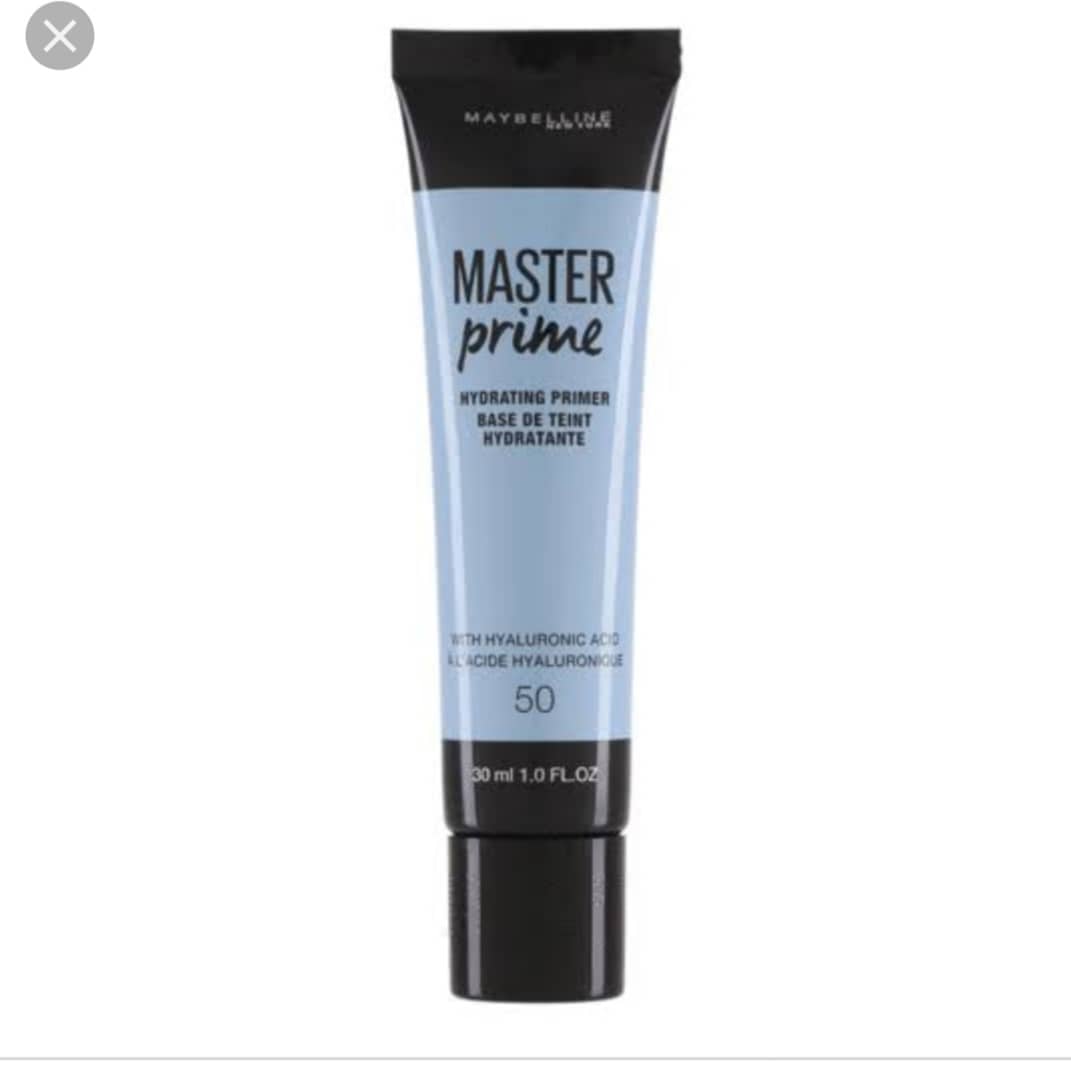 MAYBELLINE
NEW YORK
MASTER
prime
HYDRATING PRIMER
BASE DE TEINT
HYDRATANTE
WITH HYALURONIC ACID
À L'ACIDE HYALURONIQUE
50
30 ml 1.0 FL.OZ